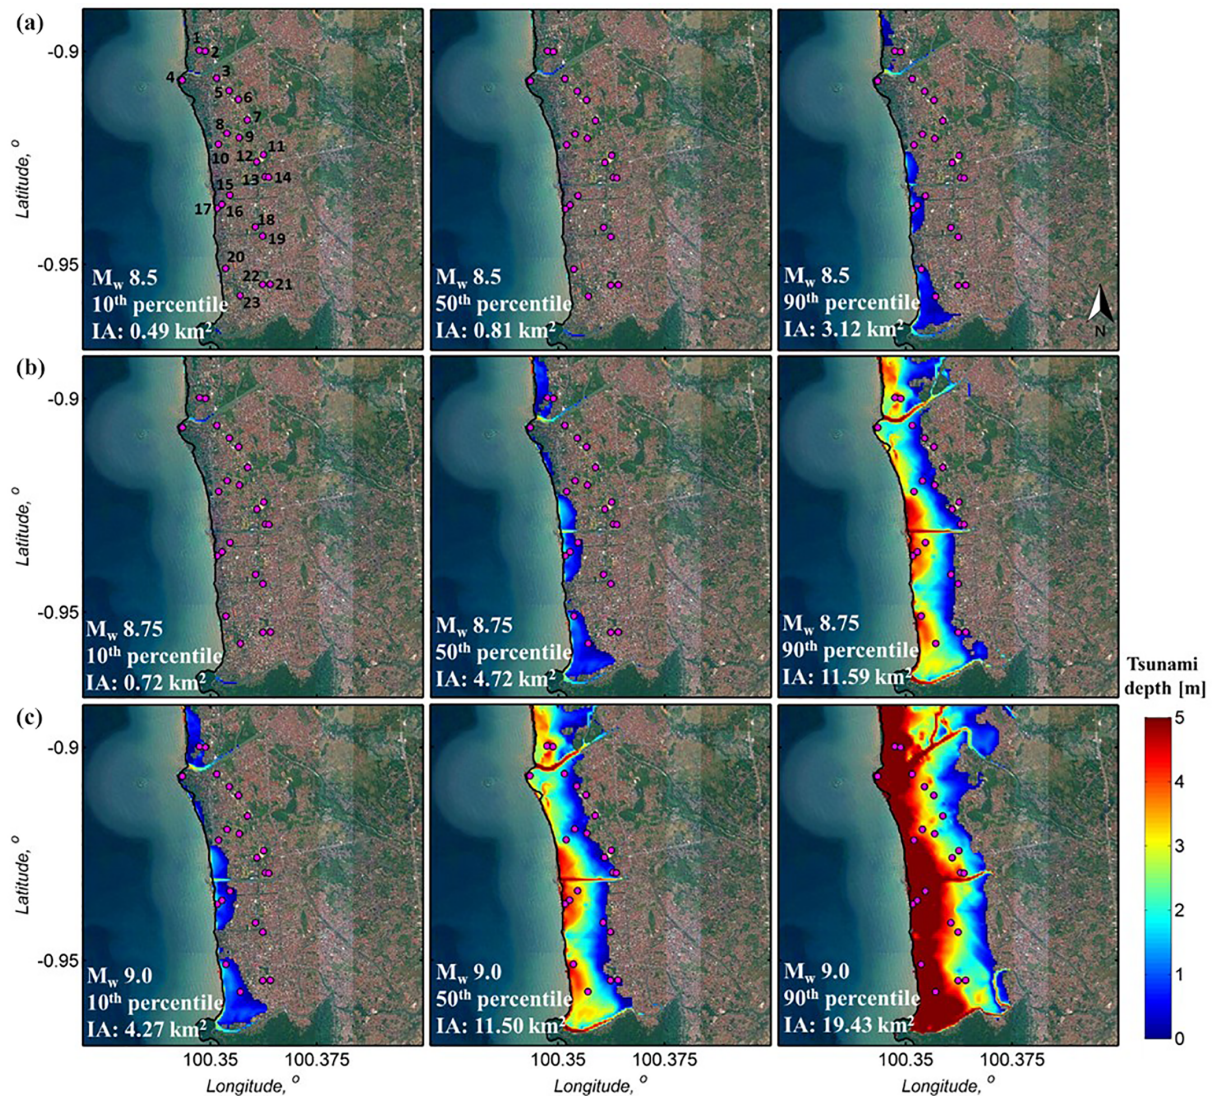 (a)
-0.9
Latitude, °
-0.95
1
2
3
4
5
6
7
8
9
10
11
12
13
14
15
16
17
18
19
20
21
22
23
Mw 8.5
10th percentile
IA: 0.49 km²
Mw 8.5
50th percentile
IA: 0.81 km²
Mw 8.5
90th percentile
IA: 3.12 km²
N
(b)
-0.9
Latitude, °
-0.95
Mw 8.75
10th percentile
IA: 0.72 km²
Mw 8.75
50th percentile
IA: 4.72 km²
Mw 8.75
90th percentile
IA: 11.59 km²
Tsunami
depth [m]
5
4
3
2
1
0
(c)
-0.9
Latitude, °
-0.95
Mw 9.0
10th percentile
IA: 4.27 km²
Mw 9.0
50th percentile
IA: 11.50 km²
Mw 9.0
90th percentile
IA: 19.43 km²
100.35 100.375
Longitude, °
100.35 100.375
Longitude, °
100.35 100.375
Longitude, °